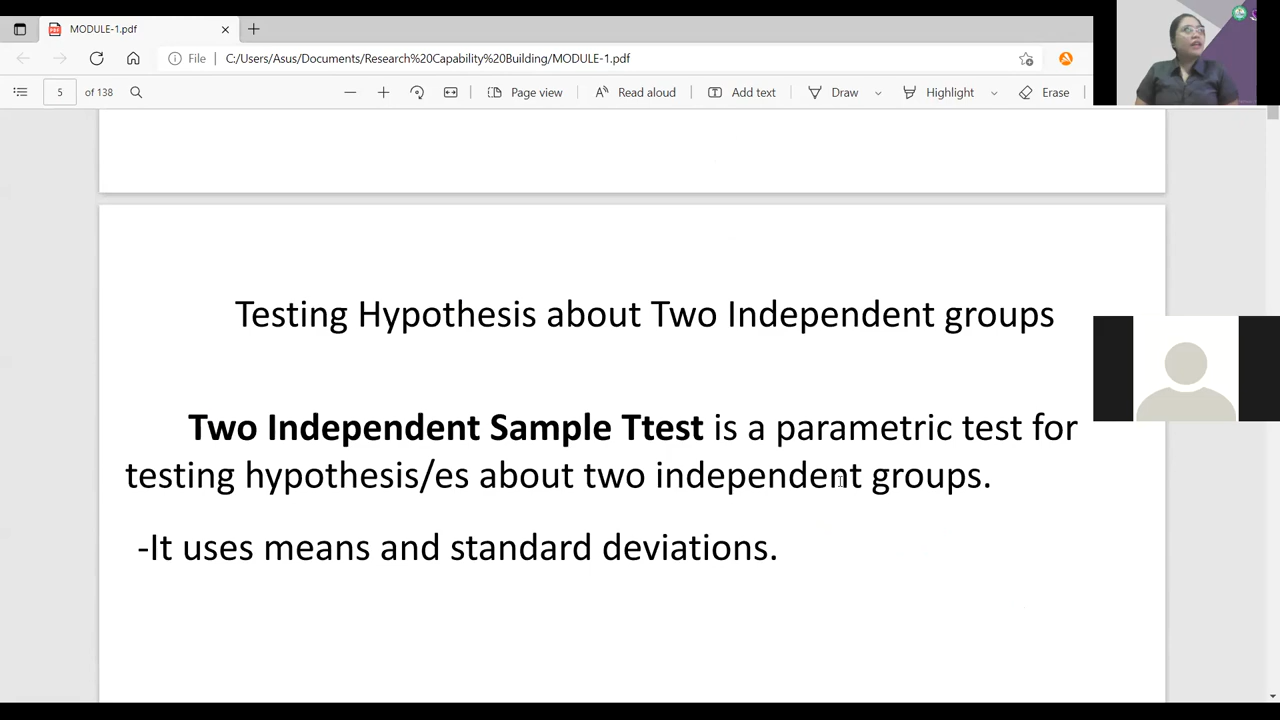 MODULE-1.pdf
File
C:/Users/Asus/Documents/Research%20Capability%20Building/MODULE-1.pdf
5 of 138
Page view
Read aloud
Add text
Draw
Highlight
Erase
Testing Hypothesis about Two Independent groups
Two Independent Sample Ttest is a parametric test for
testing hypothesis/es about two independent groups.
-It uses means and standard deviations.